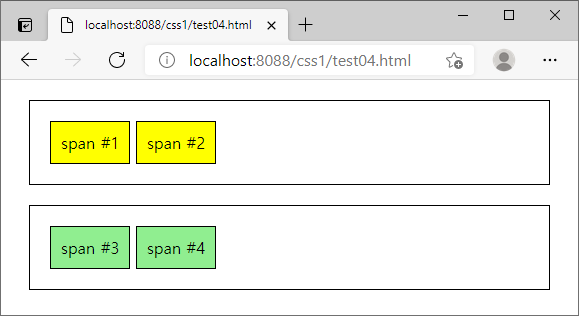 localhost:8088/css1/test04.html
localhost:8088/css1/test04.html
span #1 span #2
span #3 span #4